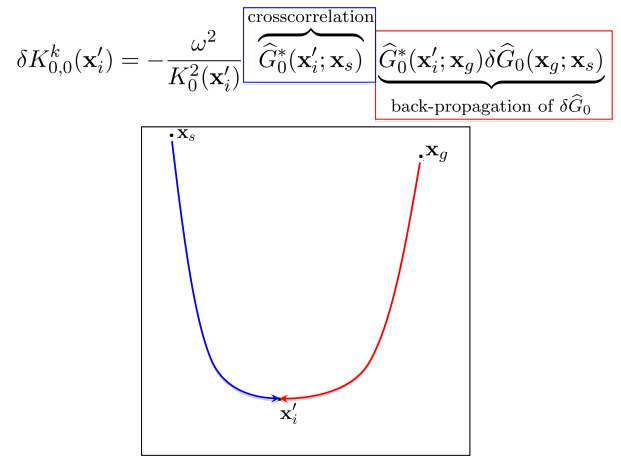 crosscorrelation
δK^k_{0,0}(x′_i) = − ω²/K²_0(x′_i) Ĝ*_0(x′_i; x_s) Ĝ*_0(x′_i; x_g)δĜ_0(x_g; x_s)
back-propagation of δĜ_0
x_s
x_g
x′_i